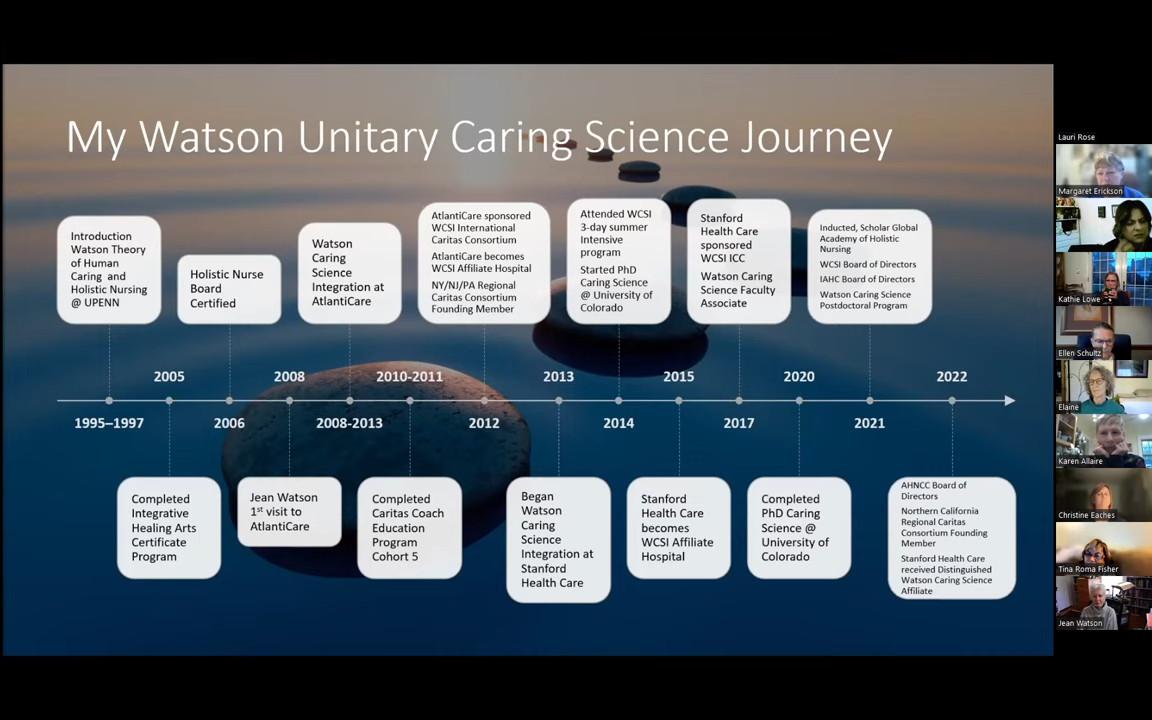 My Watson Unitary Caring Science Journey
Introduction
Watson Theory
of Human
Caring and
Holistic Nursing
@ UPENN
Holistic Nurse
Board
Certified
Watson
Caring
Science
Integration at
AtlantiCare
AtlantiCare sponsored
WCSI International
Caritas Consortium
AtlantiCare becomes
WCSI Affiliate Hospital
NY/NJ/PA Regional
Caritas Consortium
Founding Member
Attended WCSI
3-day summer
Intensive
program
Started PhD
Caring Science
@ University of
Colorado
Stanford
Health Care
sponsored
WCSI ICC
Watson Caring
Science Faculty
Associate
Inducted, Scholar Global
Academy of Holistic
Nursing
WCSI Board of Directors
IAHC Board of Directors
Watson Caring Science
Postdoctoral Program
2005
2008
2010-2011
2013
2015
2020
2022
1995–1997
2006
2008-2013
2012
2014
2017
2021
Completed
Integrative
Healing Arts
Certificate
Program
Jean Watson
1st visit to
AtlantiCare
Completed
Caritas Coach
Education
Program
Cohort 5
Began
Watson
Caring
Science
Integration at
Stanford
Health Care
Stanford
Health Care
becomes
WCSI Affiliate
Hospital
Completed
PhD Caring
Science @
University of
Colorado
AHNCC Board of
Directors
Northern California
Regional Caritas
Consortium Founding
Member
Stanford Health Care
received Distinguished
Watson Caring Science
Affiliate
Lauri Rose
Margaret Erickson
Kathie Lowe
Ellen Schultz
Elaine
Karen Allaire
Christine Eaches
Tina Roma Fisher
Jean Watson